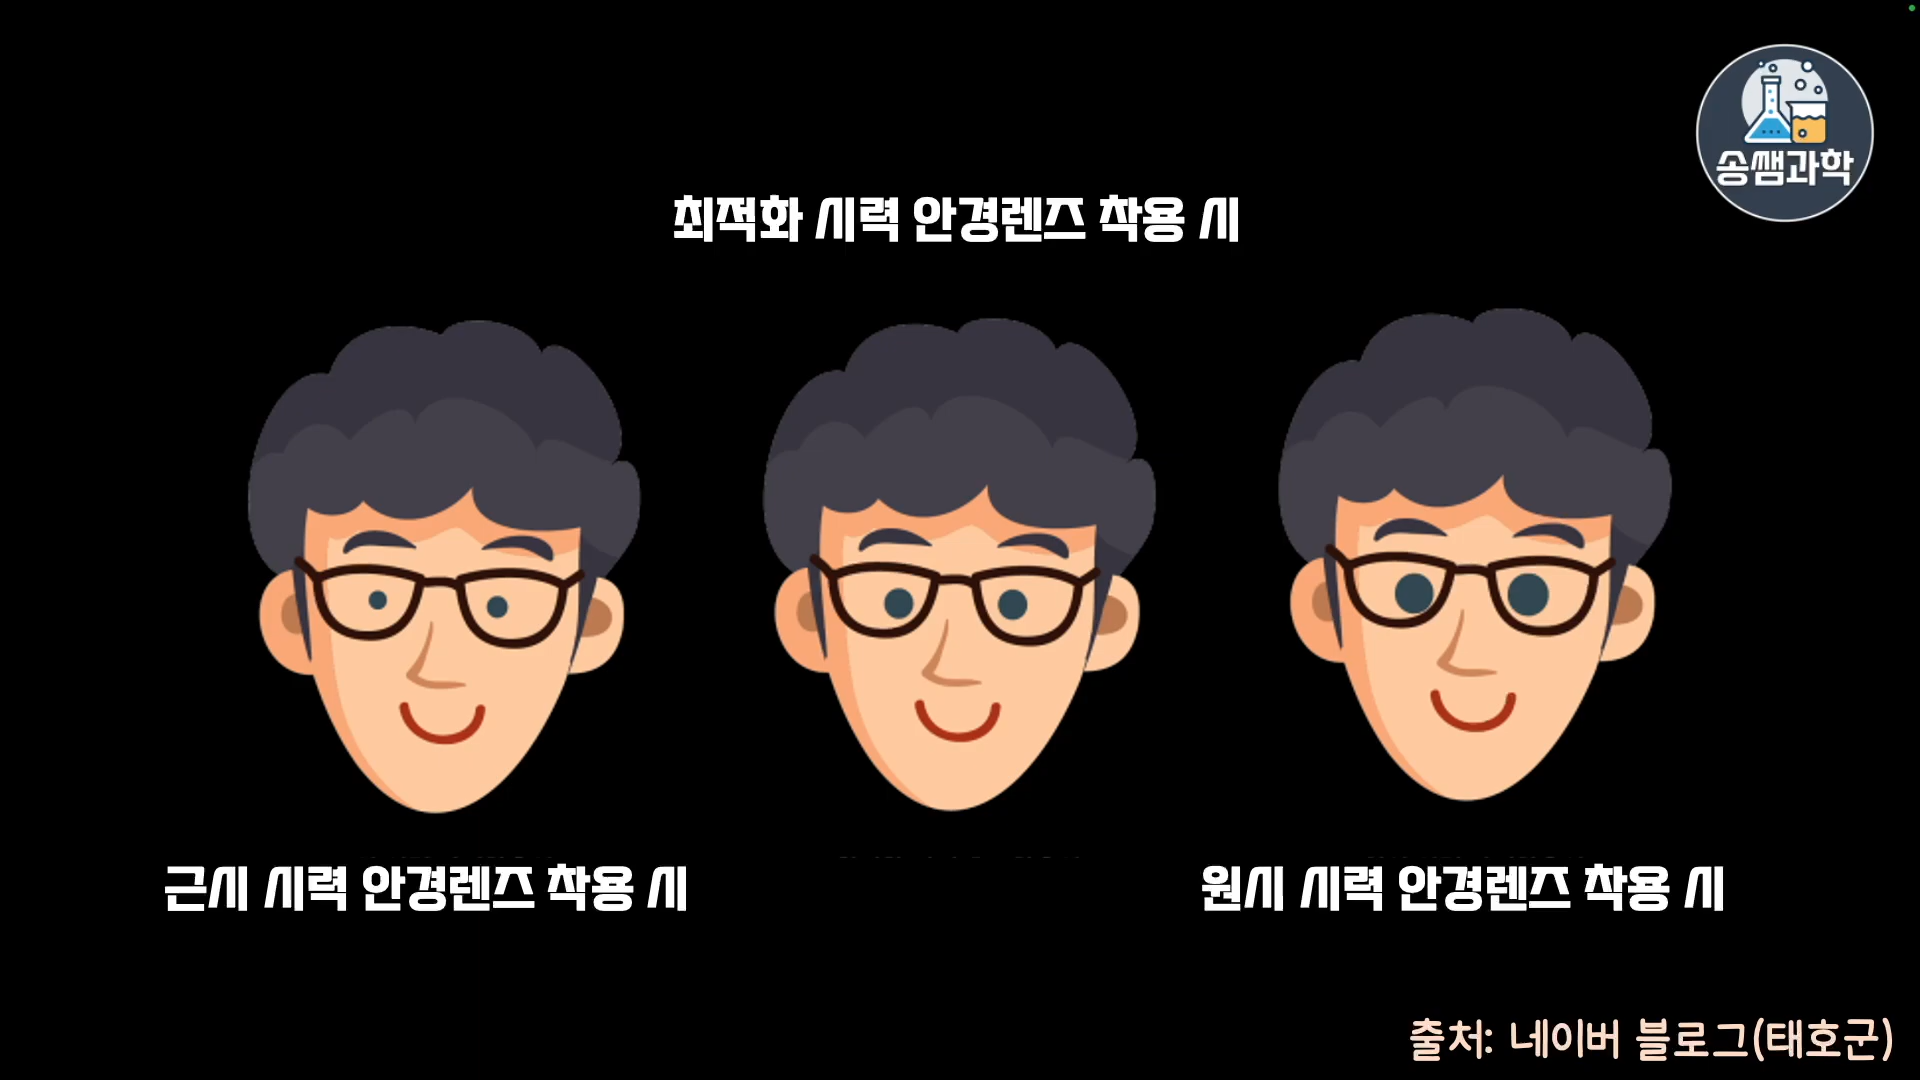 송쌤과학
최적화 시력 안경렌즈 착용 시
근시 시력 안경렌즈 착용 시
원시 시력 안경렌즈 착용 시
출처: 네이버 블로그(태호군)